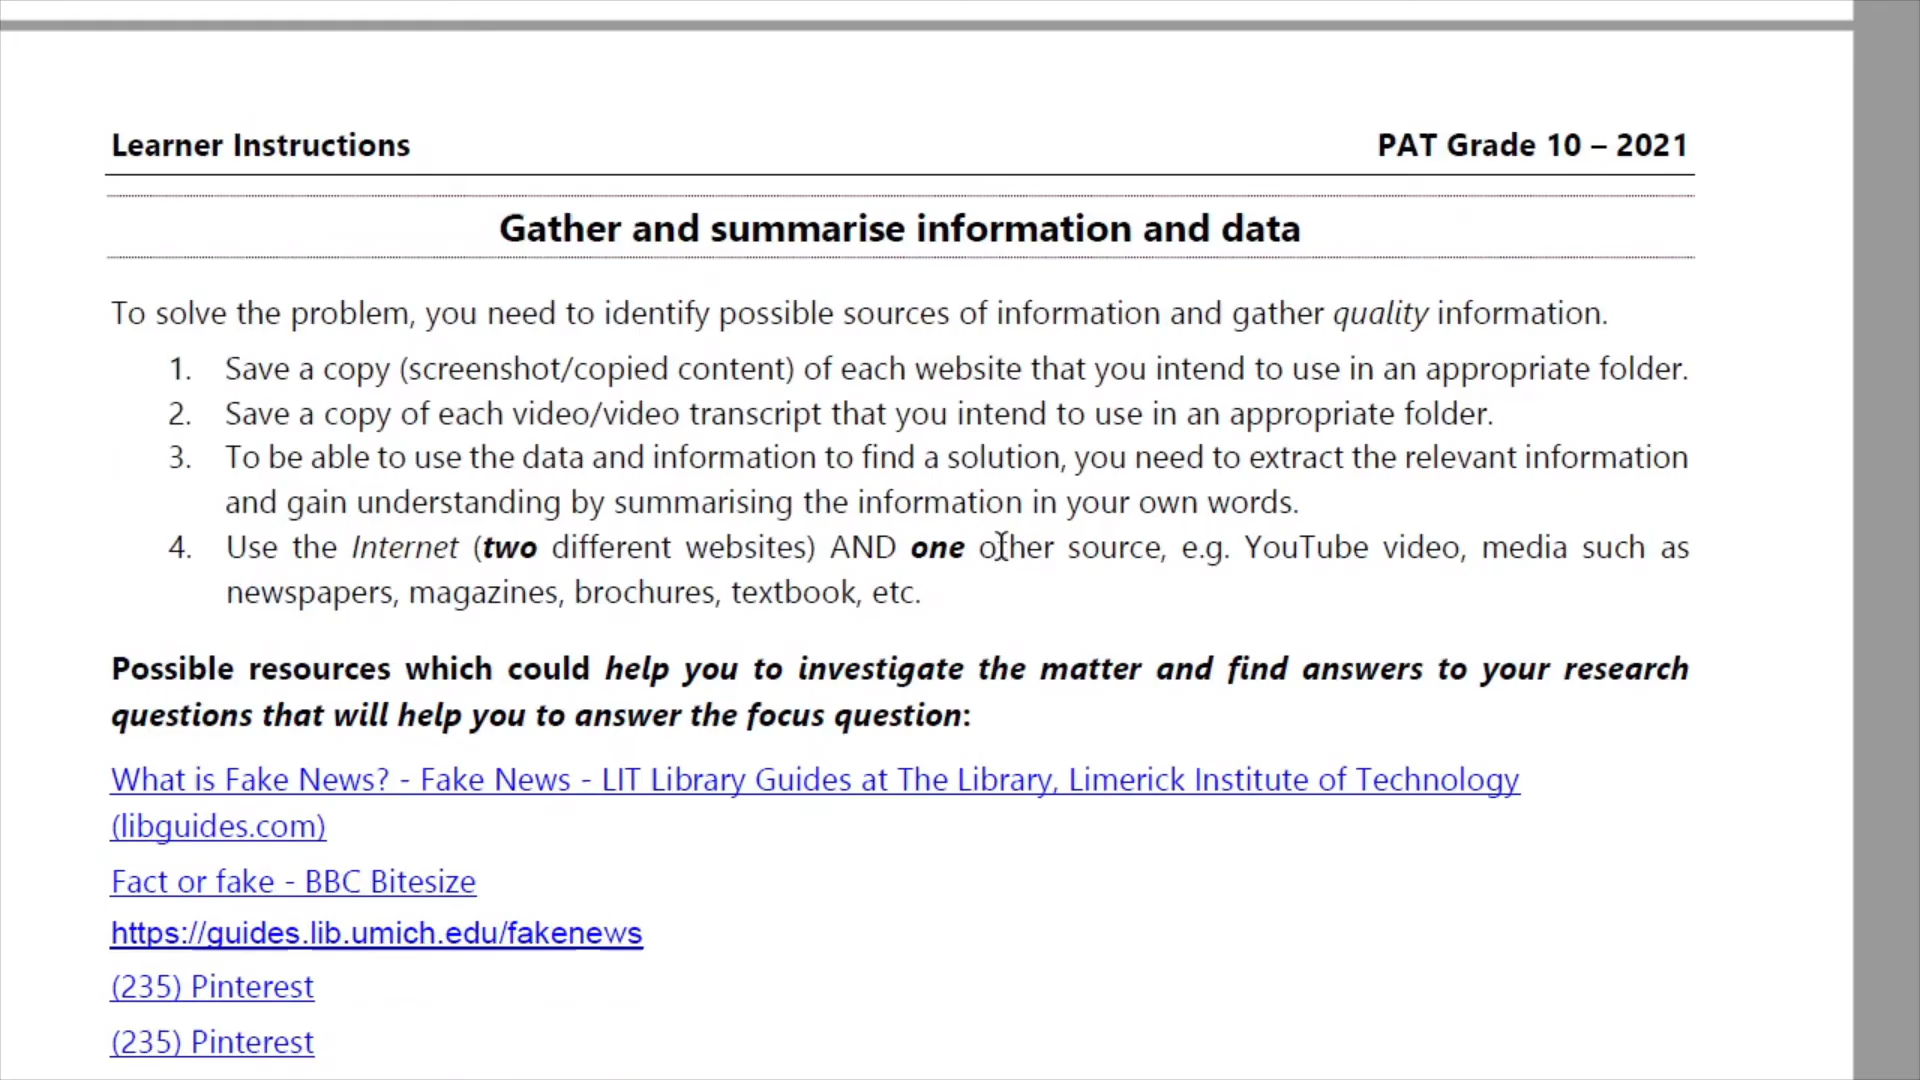 Learner Instructions PAT Grade 10 – 2021
Gather and summarise information and data
To solve the problem, you need to identify possible sources of information and gather quality information.
1. Save a copy (screenshot/copied content) of each website that you intend to use in an appropriate folder.
2. Save a copy of each video/video transcript that you intend to use in an appropriate folder.
3. To be able to use the data and information to find a solution, you need to extract the relevant information
and gain understanding by summarising the information in your own words.
4. Use the Internet (two different websites) AND one other source, e.g. YouTube video, media such as
newspapers, magazines, brochures, textbook, etc.
Possible resources which could help you to investigate the matter and find answers to your research
questions that will help you to answer the focus question:
What is Fake News? - Fake News - LIT Library Guides at The Library, Limerick Institute of Technology
(libguides.com)
Fact or fake - BBC Bitesize
https://guides.lib.umich.edu/fakenews
(235) Pinterest
(235) Pinterest